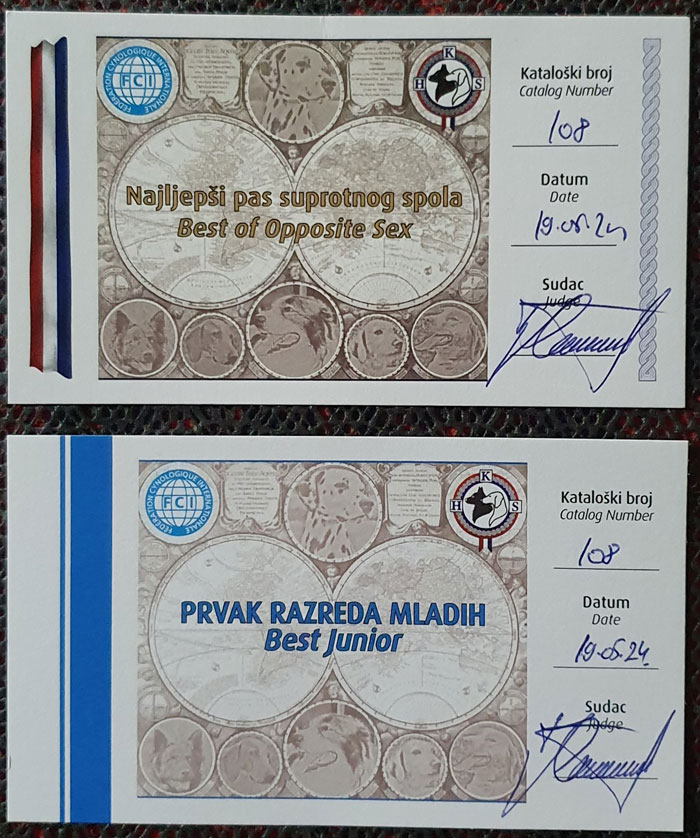 FÉDÉRATION CYNOLOGIQUE INTERNATIONALE
FCI
K
H S
Najljepši pas suprotnog spola
Best of Opposite Sex
Kataloški broj
Catalog Number
108
Datum
Date
19.05.24
Sudac
Judge
FÉDÉRATION CYNOLOGIQUE INTERNATIONALE
FCI
K
H S
PRVAK RAZREDA MLADIH
Best Junior
Kataloški broj
Catalog Number
108
Datum
Date
19.05.24.
Sudac
Judge